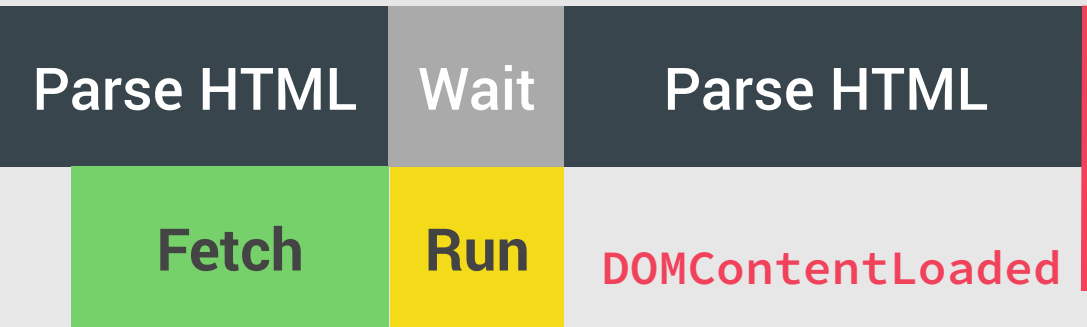 Parse HTML
Wait
Parse HTML
Fetch
Run
DOMContentLoaded